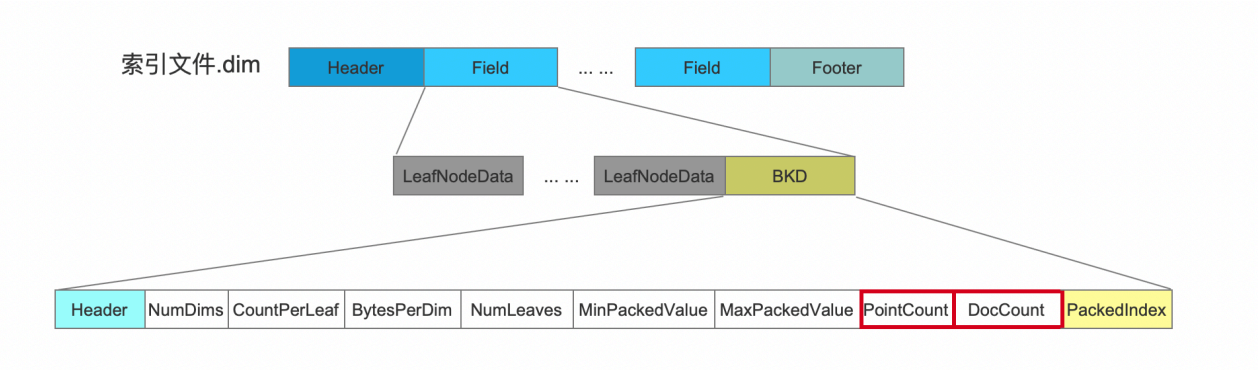 索引文件.dim Header Field ... ... Field Footer
LeafNodeData ... ... LeafNodeData BKD
Header NumDims CountPerLeaf BytesPerDim NumLeaves MinPackedValue MaxPackedValue PointCount DocCount PackedIndex